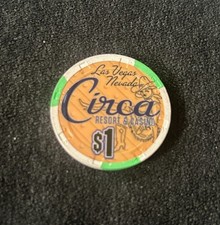 Las Vegas
Nevada
Circa
RESORT & CASINO
$1